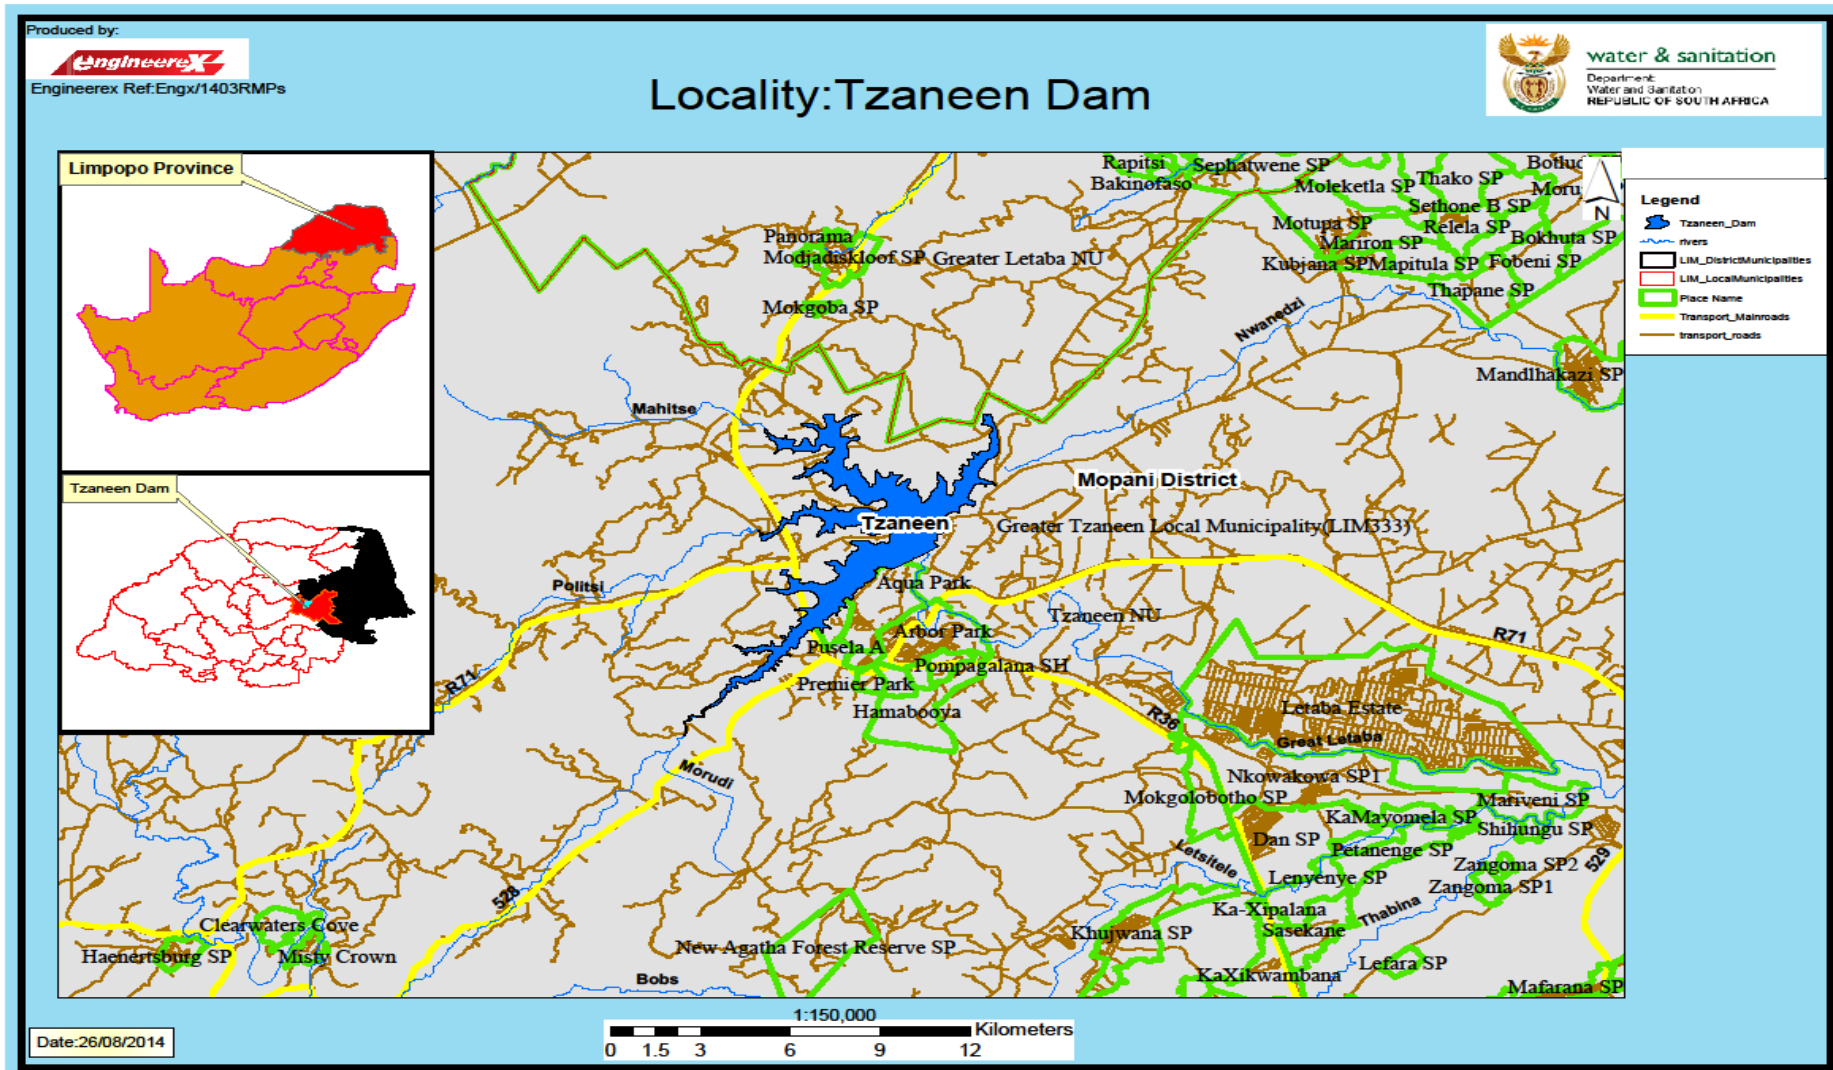 Produced by:
EngineereX
Engineerex Ref:Engx/1403RMPs
Locality:Tzaneen Dam
water & sanitation
Department:
Water and Sanitation
REPUBLIC OF SOUTH AFRICA
Limpopo Province
Tzaneen Dam
Legend
Tzaneen_Dam
rivers
LIM_DistrictMunicipalities
LIM_LocalMunicipalities
Place Name
Transport_Mainroads
transport_roads
N
Rapitsi
Sephatwene SP
Bakinofaso
Moleketla SP
Thako SP
Sethone B SP
Motupa SP
Relela SP
Mariron SP
Bokhuta SP
Kubjana SP
Mapitula SP
Fobeni SP
Thapane SP
Panorama
Modjadiskloof SP
Greater Letaba NU
Mokgoba SP
Nwanedzi
Mandlhakazi SP
Mahitse
Mopani District
Tzaneen
Greater Tzaneen Local Municipality(LIM333)
Politsi
Aqua Park
Tzaneen NU
Arbor Park
R71
Pusela A
Pompagalana SH
R71
Premier Park
Hamabooya
R36
Letaba Estate
Great Letaba
Morudi
Nkowakowa SP1
Mokgolobotho SP
Mariveni SP
KaMayomela SP
Shihungu SP
Dan SP
Petanenge SP
Letsitele
Zangoma SP2
529
Lenyenye SP
Zangoma SP1
528
Ka-Xipalana
Thabina
Clearwaters Cove
Sasekane
Khujwana SP
Haenertsburg SP
Misty Crown
New Agatha Forest Reserve SP
Lefara SP
KaXikwambana
Bobs
Mafarana SP
1:150,000
Kilometers
0 1.5 3 6 9 12
Date:26/08/2014